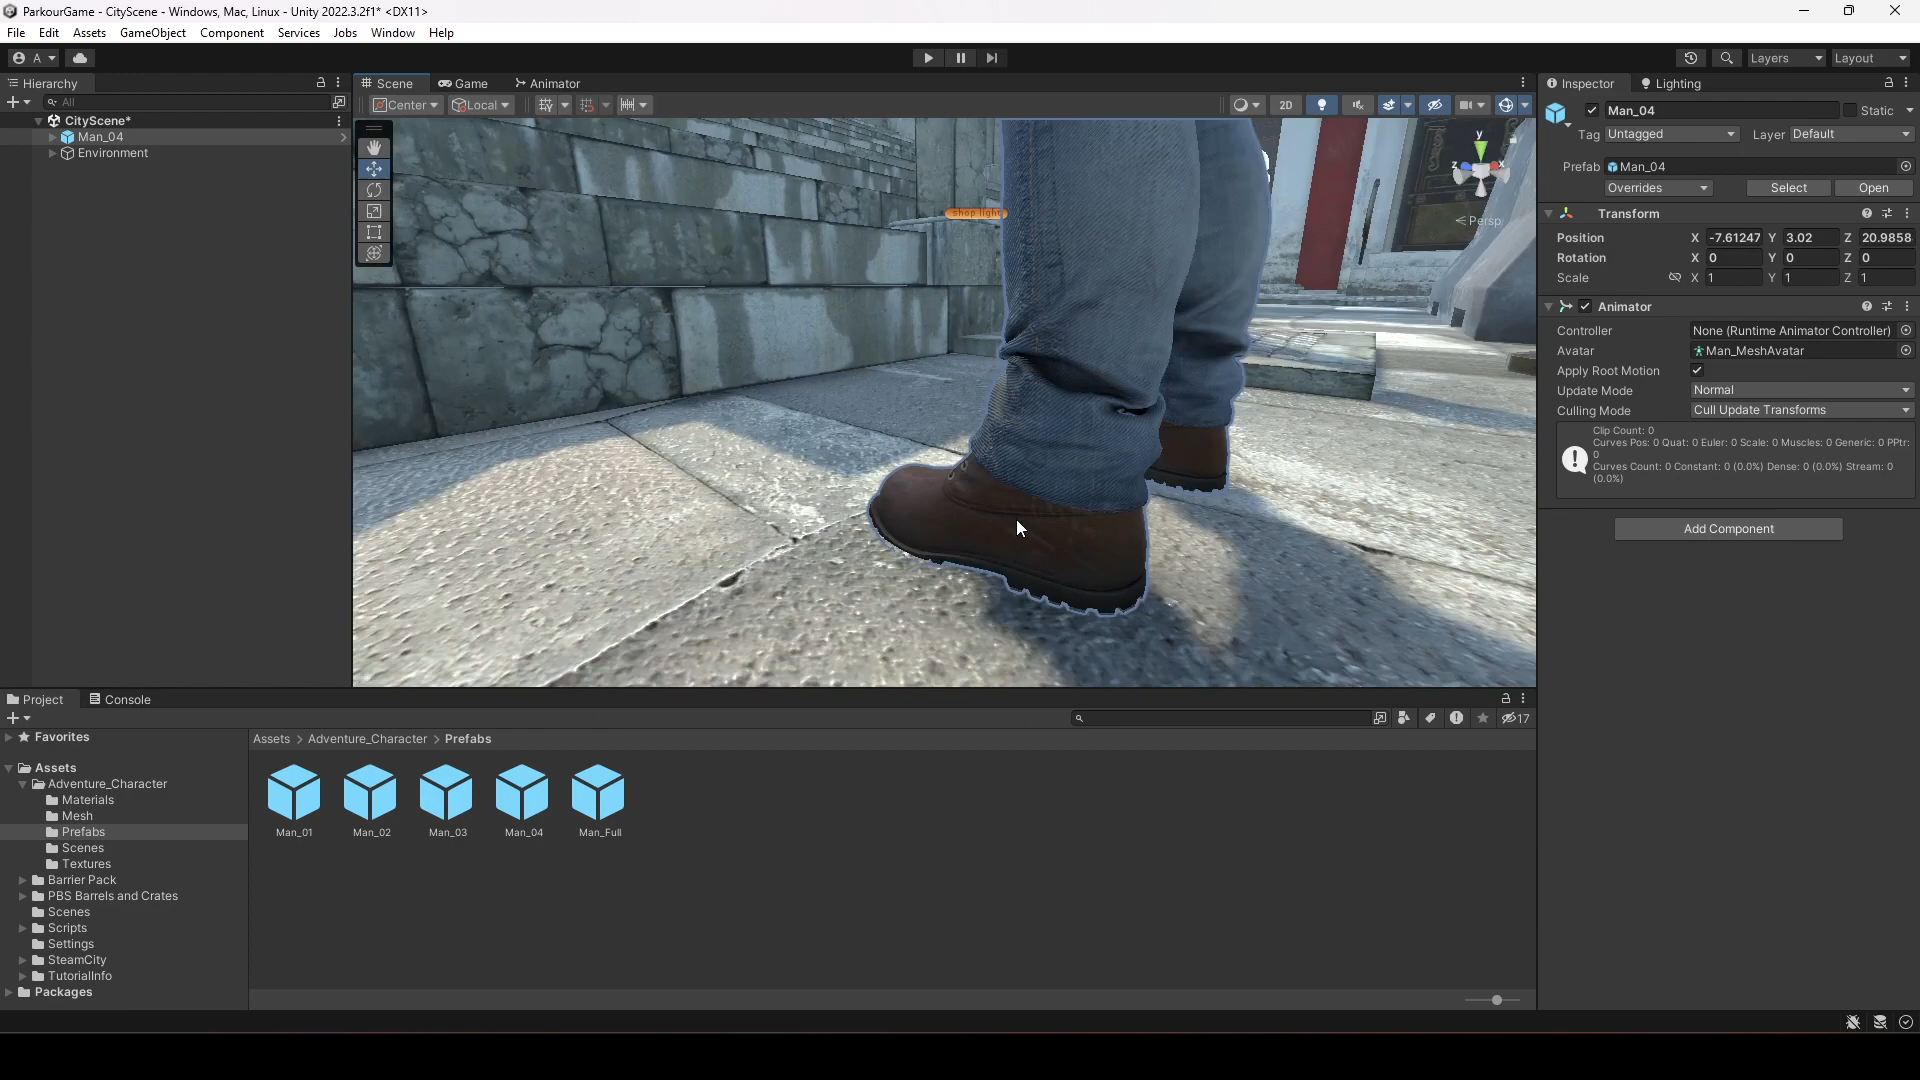 ParkourGame - CityScene - Windows, Mac, Linux - Unity 2022.3.2f1* <DX11>
File Edit Assets GameObject Component Services Jobs Window Help
A Layers Layout
Hierarchy
All
CityScene*
Man_04
Environment
Scene Game Animator
Center Local 2D
shop light
y
z x
Persp
Inspector Lighting
Man_04 Static
Tag Untagged Layer Default
Prefab Man_04
Overrides Select Open
Transform
Position X -7.61247 Y 3.02 Z 20.9858
Rotation X 0 Y 0 Z 0
Scale X 1 Y 1 Z 1
Animator
Controller None (Runtime Animator Controller)
Avatar Man_MeshAvatar
Apply Root Motion
Update Mode Normal
Culling Mode Cull Update Transforms
Clip Count: 0
Curves Pos: 0 Quat: 0 Euler: 0 Scale: 0 Muscles: 0 Generic: 0 PPtr:
0
Curves Count: 0 Constant: 0 (0.0%) Dense: 0 (0.0%) Stream: 0
(0.0%)
Add Component
Project Console
17
Favorites
Assets
Adventure_Character
Materials
Mesh
Prefabs
Scenes
Textures
Barrier Pack
PBS Barrels and Crates
Scenes
Scripts
Settings
SteamCity
TutorialInfo
Packages
Assets > Adventure_Character > Prefabs
Man_01 Man_02 Man_03 Man_04 Man_Full